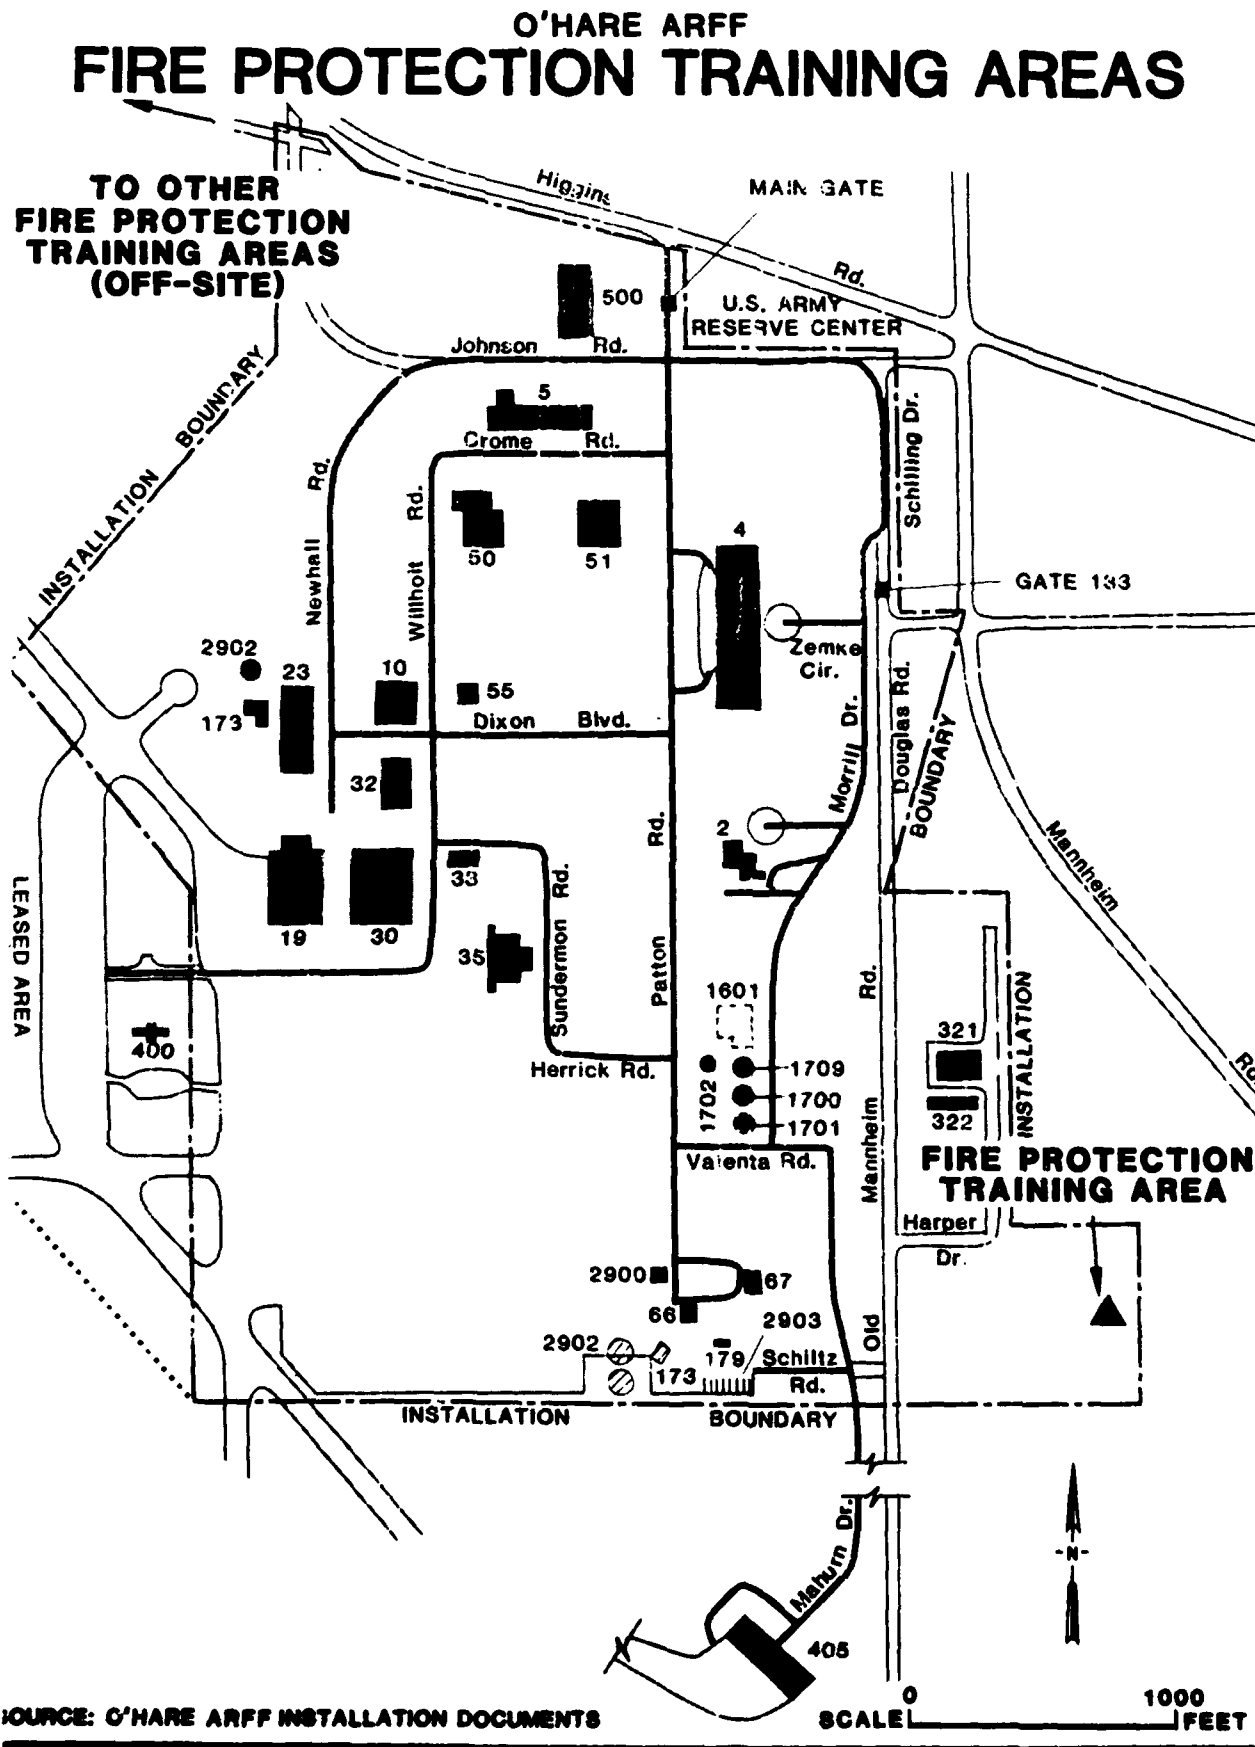 O'HARE ARFF
FIRE PROTECTION TRAINING AREAS
TO OTHER
FIRE PROTECTION
TRAINING AREAS
(OFF-SITE)
Higgins
Rd.
MAIN GATE
500
U.S. ARMY
RESERVE CENTER
Johnson Rd.
INSTALLATION BOUNDARY
5
Crome Rd.
Newhall Rd.
Willholt Rd.
Schilling Dr.
50
51
4
GATE 133
2902
23
10
55
173
Dixon Blvd.
Zemke
Cir.
Morrill Dr.
Douglas Rd.
BOUNDARY
32
2
Patton Rd.
Mannheim
Rd.
33
19
30
35
Sundermon Rd.
LEASED AREA
400
Herrick Rd.
1601
1709
1702
1700
1701
Valenta Rd.
Old Mannheim Rd.
321
322
INSTALLATION
FIRE PROTECTION
TRAINING AREA
Harper
Dr.
2900
67
66
2903
2902
173
179
Schiltz
Rd.
INSTALLATION BOUNDARY
-N-
Mahurn Dr.
405
0 1000
SCALE FEET
SOURCE: O'HARE ARFF INSTALLATION DOCUMENTS